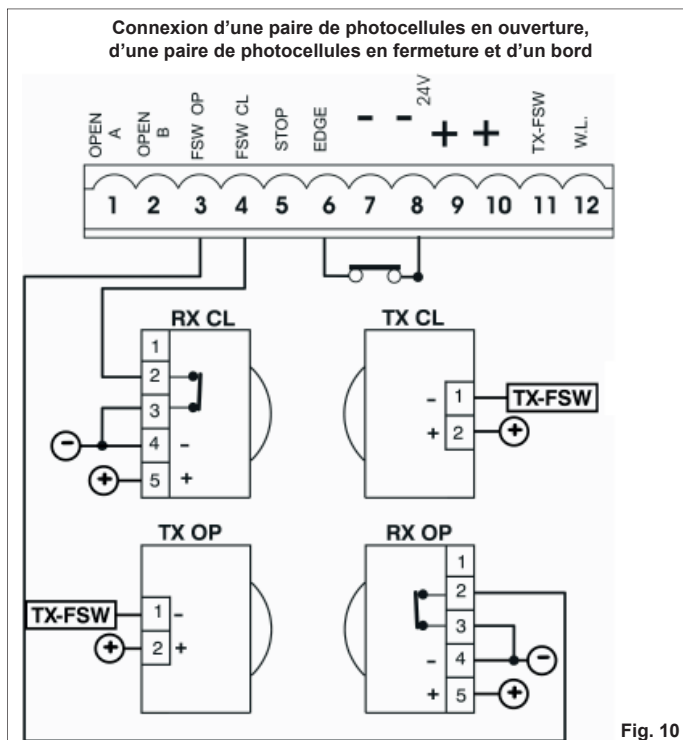 Connexion d’une paire de photocellules en ouverture,
d’une paire de photocellules en fermeture et d’un bord
OPEN A
OPEN B
FSW OP
FSW CL
STOP
EDGE
-
-
24V
+
+
TX-FSW
W.L.
1 2 3 4 5 6 7 8 9 10 11 12
RX CL
1
2
3
- 4 -
+ 5 +
TX CL
- 1 TX-FSW
+ 2 +
TX OP
TX-FSW 1 -
+ 2 +
RX OP
1
2
3
- 4 -
+ 5 +
Fig. 10